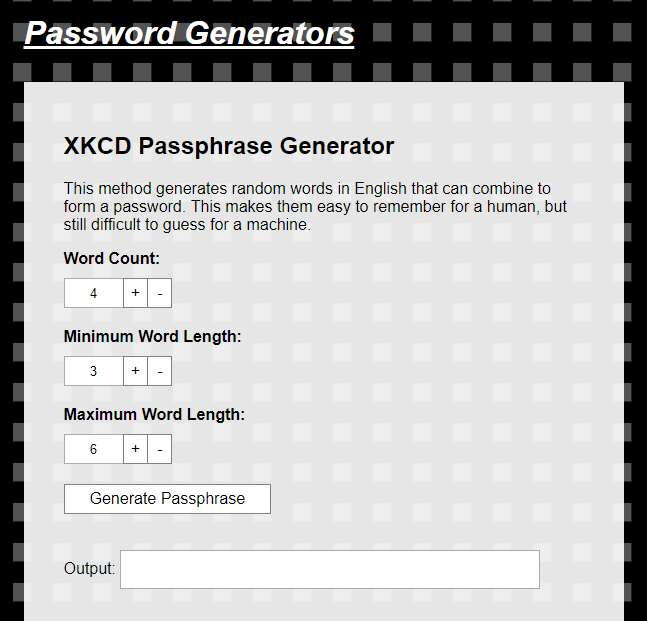 Password Generators
XKCD Passphrase Generator
This method generates random words in English that can combine to
form a password. This makes them easy to remember for a human, but
still difficult to guess for a machine.
Word Count:
4 + -
Minimum Word Length:
3 + -
Maximum Word Length:
6 + -
Generate Passphrase
Output: